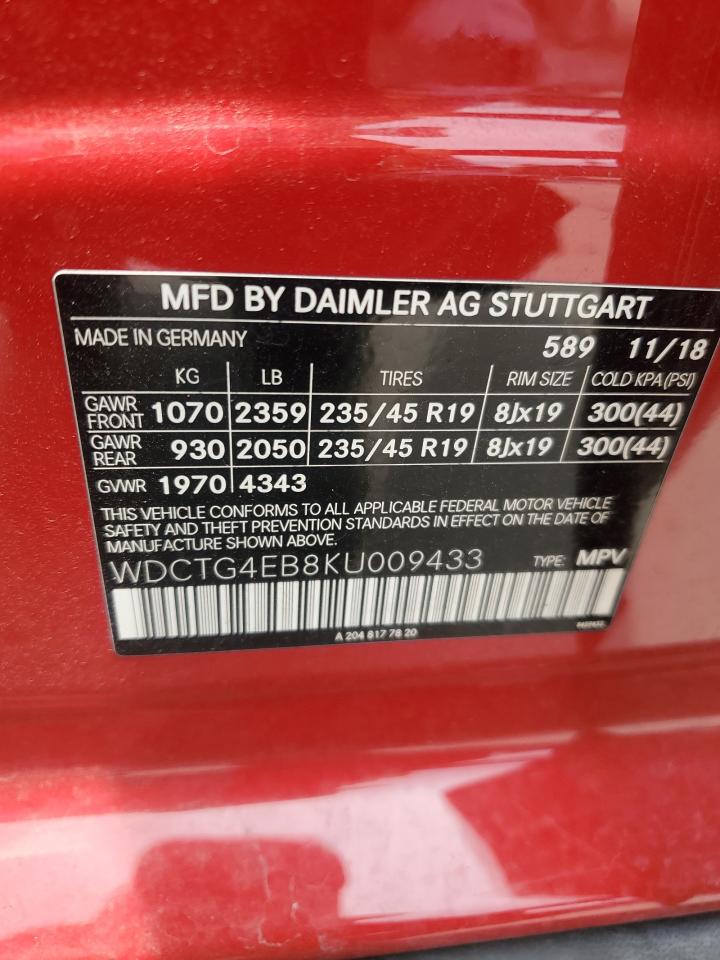 MFD BY DAIMLER AG STUTTGART
MADE IN GERMANY 589 11/18
KG LB TIRES RIM SIZE COLD KPA (PSI)
GAWR FRONT 1070 2359 235/45 R19 8Jx19 300(44)
GAWR REAR 930 2050 235/45 R19 8Jx19 300(44)
GVWR 1970 4343
THIS VEHICLE CONFORMS TO ALL APPLICABLE FEDERAL MOTOR VEHICLE
SAFETY AND THEFT PREVENTION STANDARDS IN EFFECT ON THE DATE OF
MANUFACTURE SHOWN ABOVE.
WDCTG4EB8KU009433 TYPE: MPV
A 204 817 78 20